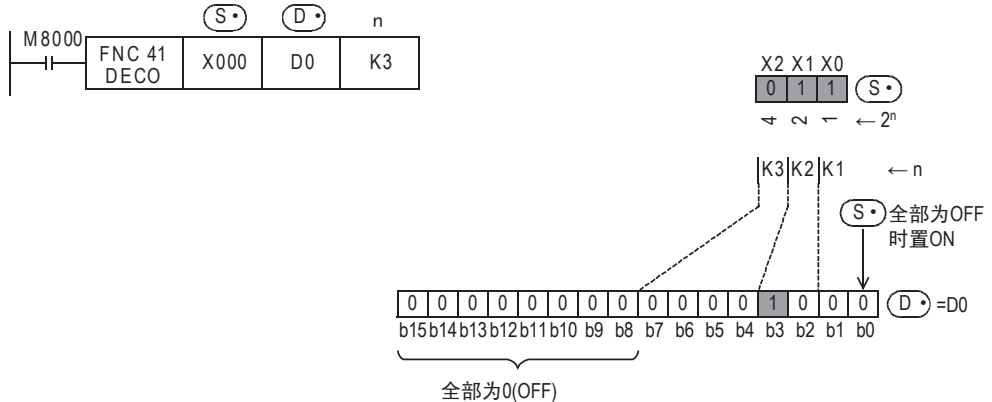 S• D• n
M8000
FNC 41
DECO
X000
D0
K3
X2 X1 X0
0 1 1 S•
4 2 1 ← 2ⁿ
K3 K2 K1 ← n
S• 全部为OFF
时置ON
0 0 0 0 0 0 0 0 0 0 0 0 1 0 0 0 D• =D0
b15 b14 b13 b12 b11 b10 b9 b8 b7 b6 b5 b4 b3 b2 b1 b0
全部为0(OFF)